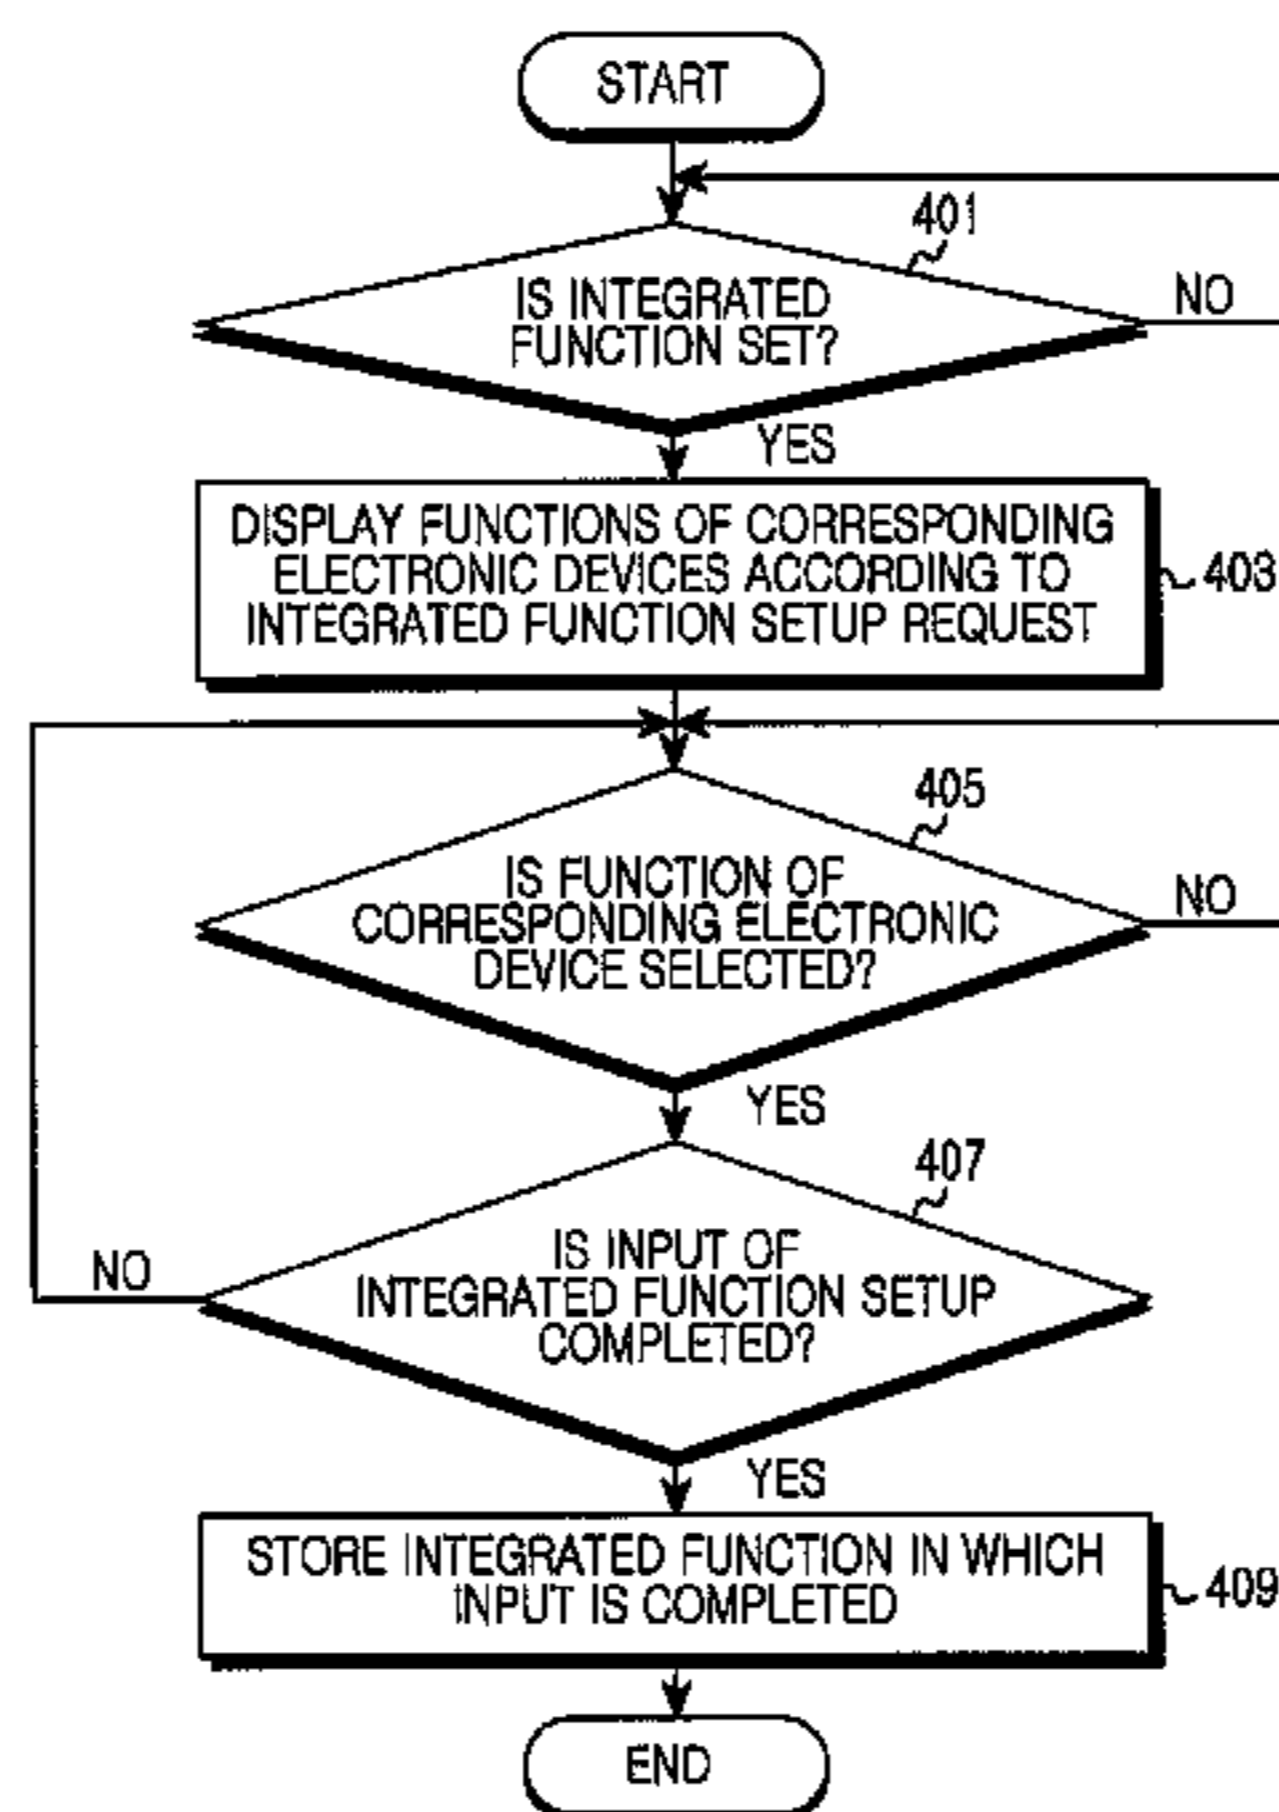 START
401
IS INTEGRATED
FUNCTION SET?
NO
YES
DISPLAY FUNCTIONS OF CORRESPONDING
ELECTRONIC DEVICES ACCORDING TO
INTEGRATED FUNCTION SETUP REQUEST
403
405
IS FUNCTION OF
CORRESPONDING ELECTRONIC
DEVICE SELECTED?
NO
YES
407
IS INPUT OF
INTEGRATED FUNCTION SETUP
COMPLETED?
NO
YES
STORE INTEGRATED FUNCTION IN WHICH
INPUT IS COMPLETED
409
END